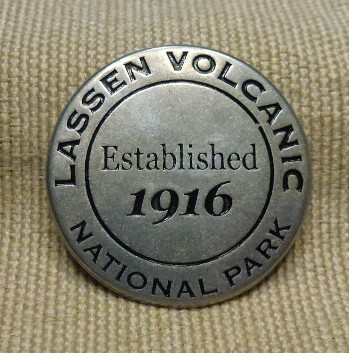 LASSEN VOLCANIC
Established
1916
NATIONAL PARK